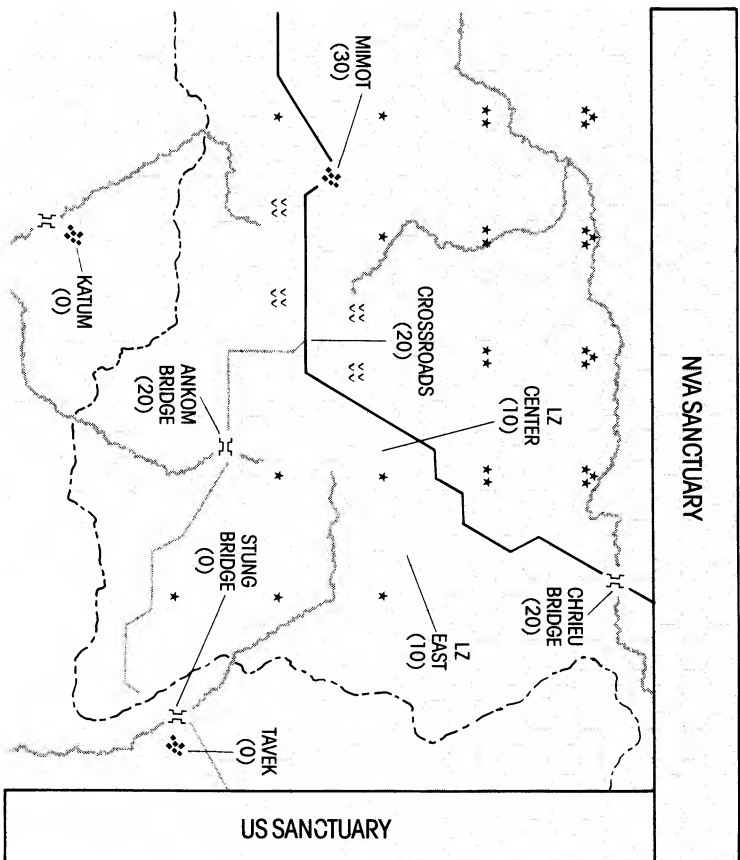 NVA SANCTUARY
US SANCTUARY
MIMOT
(30)
KATUM
(0)
CROSSROADS
(20)
ANKOM
BRIDGE
(20)
LZ
CENTER
(10)
STUNG
BRIDGE
(0)
LZ
EAST
(10)
CHRIEU
BRIDGE
(20)
TAVEK
(0)